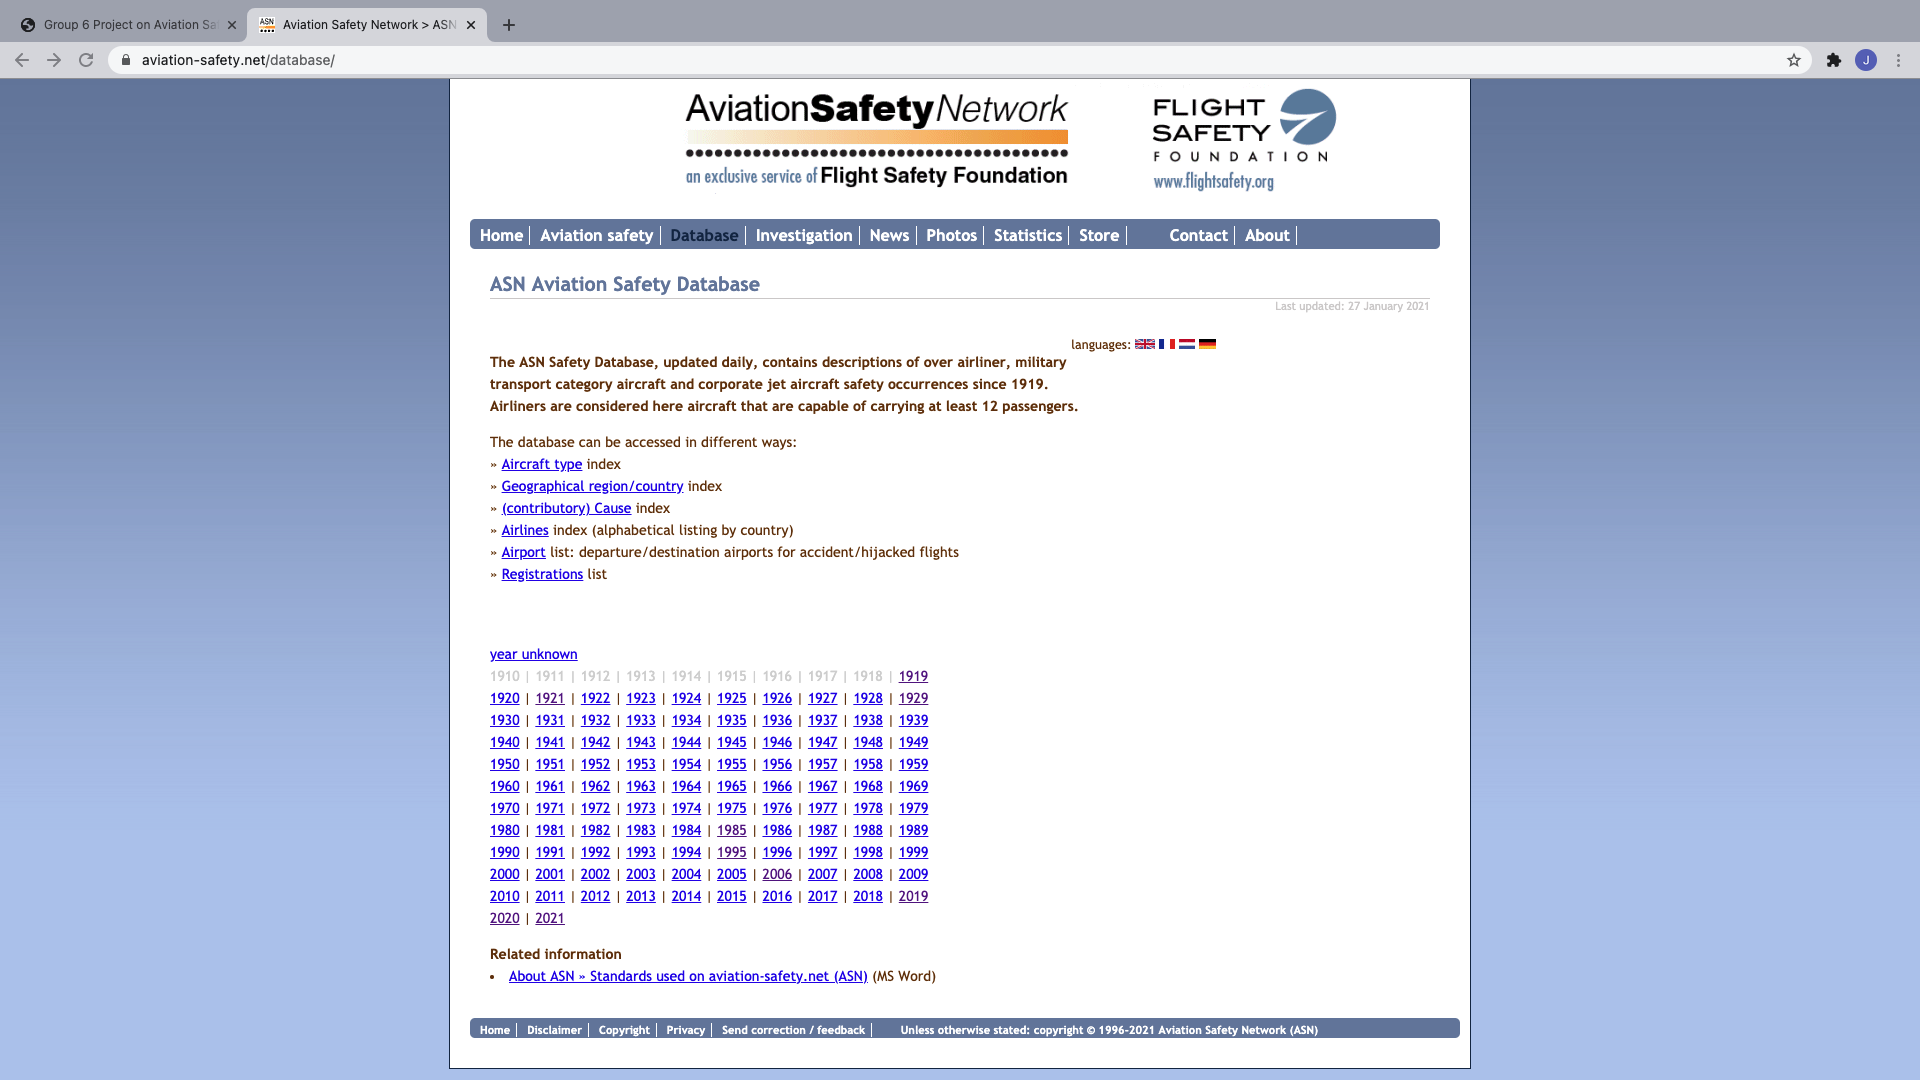 Group 6 Project on Aviation Sa
Aviation Safety Network > ASN
aviation-safety.net/database/
J
AviationSafetyNetwork
an exclusive service of Flight Safety Foundation
FLIGHT
SAFETY
FOUNDATION
www.flightsafety.org
Home Aviation safety Database Investigation News Photos Statistics Store Contact About
ASN Aviation Safety Database
Last updated: 27 January 2021
languages:
The ASN Safety Database, updated daily, contains descriptions of over airliner, military
transport category aircraft and corporate jet aircraft safety occurrences since 1919.
Airliners are considered here aircraft that are capable of carrying at least 12 passengers.
The database can be accessed in different ways:
» Aircraft type index
» Geographical region/country index
» (contributory) Cause index
» Airlines index (alphabetical listing by country)
» Airport list: departure/destination airports for accident/hijacked flights
» Registrations list
year unknown
1910 | 1911 | 1912 | 1913 | 1914 | 1915 | 1916 | 1917 | 1918 | 1919
1920 | 1921 | 1922 | 1923 | 1924 | 1925 | 1926 | 1927 | 1928 | 1929
1930 | 1931 | 1932 | 1933 | 1934 | 1935 | 1936 | 1937 | 1938 | 1939
1940 | 1941 | 1942 | 1943 | 1944 | 1945 | 1946 | 1947 | 1948 | 1949
1950 | 1951 | 1952 | 1953 | 1954 | 1955 | 1956 | 1957 | 1958 | 1959
1960 | 1961 | 1962 | 1963 | 1964 | 1965 | 1966 | 1967 | 1968 | 1969
1970 | 1971 | 1972 | 1973 | 1974 | 1975 | 1976 | 1977 | 1978 | 1979
1980 | 1981 | 1982 | 1983 | 1984 | 1985 | 1986 | 1987 | 1988 | 1989
1990 | 1991 | 1992 | 1993 | 1994 | 1995 | 1996 | 1997 | 1998 | 1999
2000 | 2001 | 2002 | 2003 | 2004 | 2005 | 2006 | 2007 | 2008 | 2009
2010 | 2011 | 2012 | 2013 | 2014 | 2015 | 2016 | 2017 | 2018 | 2019
2020 | 2021
Related information
• About ASN » Standards used on aviation-safety.net (ASN) (MS Word)
Home Disclaimer Copyright Privacy Send correction / feedback Unless otherwise stated: copyright © 1996-2021 Aviation Safety Network (ASN)